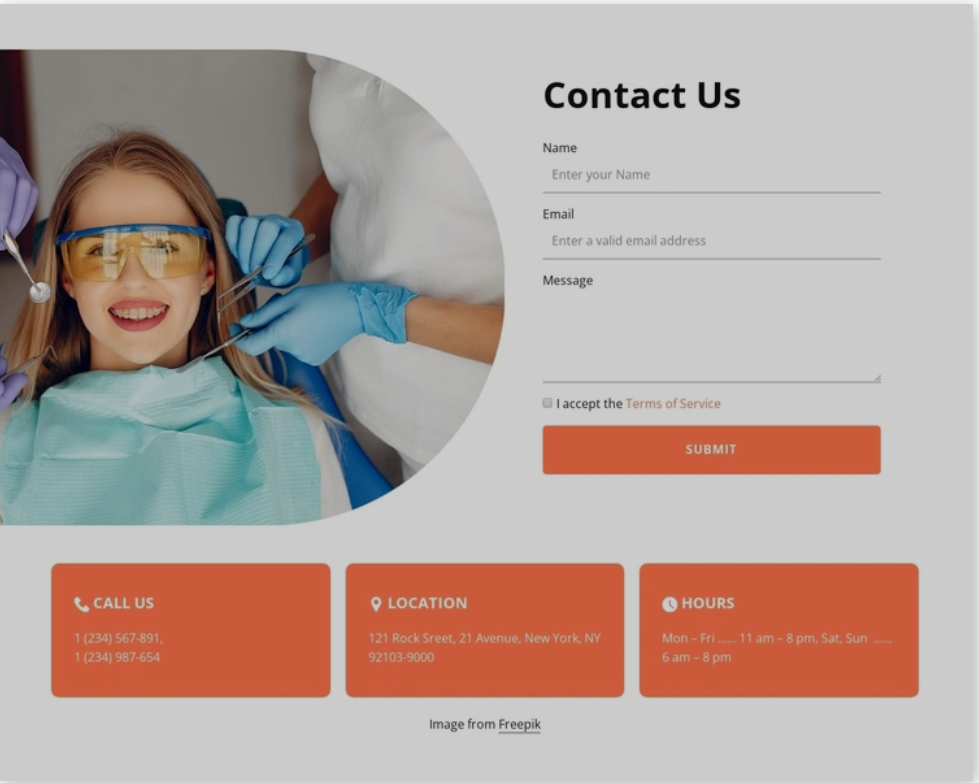 Contact Us
Name
Enter your Name
Email
Enter a valid email address
Message
I accept the Terms of Service
SUBMIT
CALL US
1 (234) 567-891,
1 (234) 987-654
LOCATION
121 Rock Sreet, 21 Avenue, New York, NY
92103-9000
HOURS
Mon – Fri ...... 11 am – 8 pm, Sat, Sun ......
6 am – 8 pm
Image from Freepik